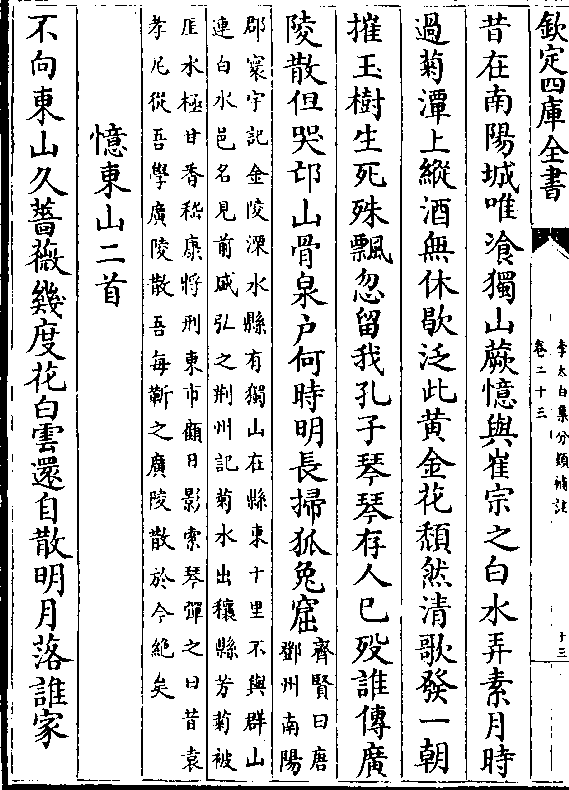 欽定四庫全書
李太白集分類補註
卷二十三
十三
昔在南陽城唯飡獨山蕨憶與崔宗之白水弄素月時
過菊潭上縱酒無休歇泛此黄金花頽然清歌發一朝
摧玉樹生死殊飄忽留我孔子琴琴存人已殁誰傳廣
陵散但哭邙山骨泉户何時明長掃狐兔窟
齊賢曰唐
鄧州南陽
郡寰宇記金陵溧水縣有獨山在縣東十里不與群山
連白水邑名見前戚弘之荆州記菊水出穰縣芳菊被
厓水極甘香嵇康將刑東市顧日影索琴彈之曰昔袁
孝尼從吾學廣陵散吾每靳之廣陵散於今絶矣
憶東山二首
不向東山久薔薇幾度花白雲還自散明月落誰家